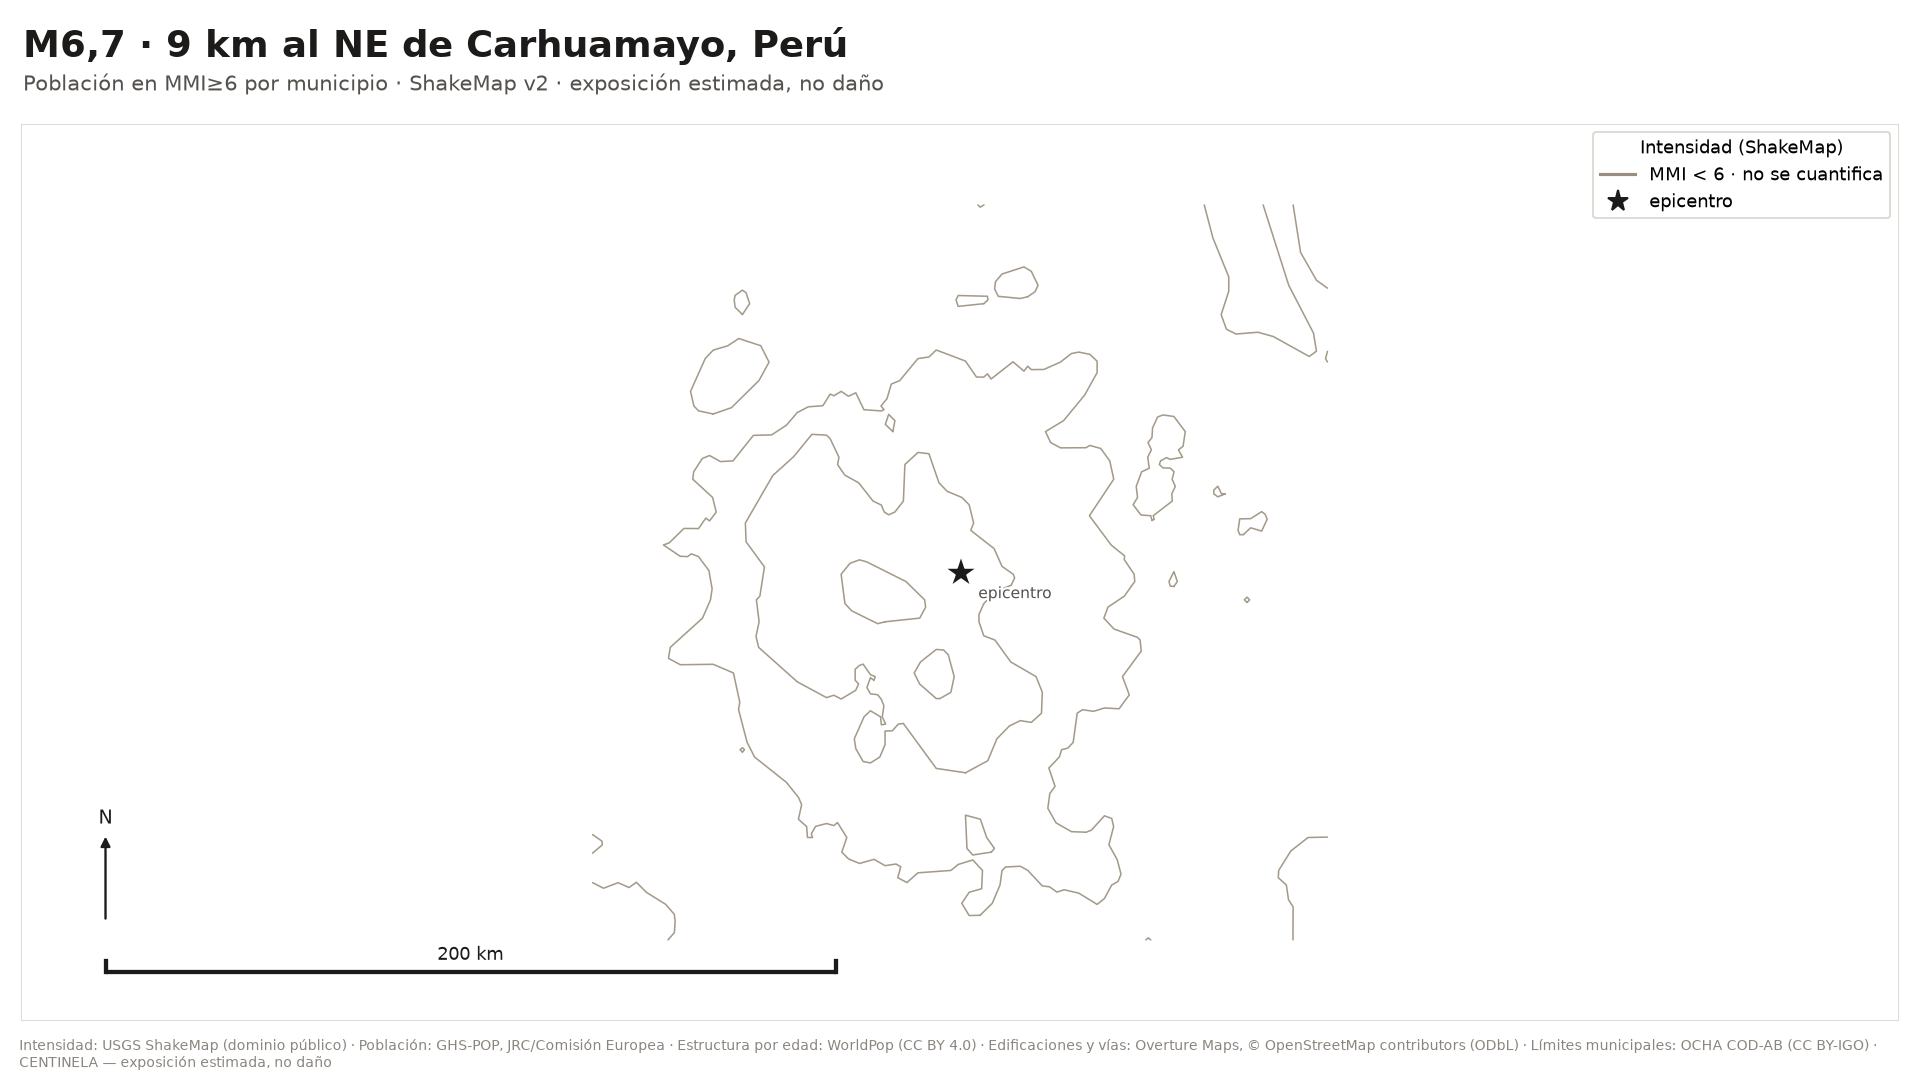 M6,7 · 9 km al NE de Carhuamayo, Perú
Población en MMI≥6 por municipio · ShakeMap v2 · exposición estimada, no daño
Intensidad (ShakeMap)
MMI < 6 · no se cuantifica
epicentro
epicentro
N
200 km
Intensidad: USGS ShakeMap (dominio público) · Población: GHS-POP, JRC/Comisión Europea · Estructura por edad: WorldPop (CC BY 4.0) · Edificaciones y vías: Overture Maps, © OpenStreetMap contributors (ODbL) · Límites municipales: OCHA COD-AB (CC BY-IGO) ·
CENTINELA — exposición estimada, no daño